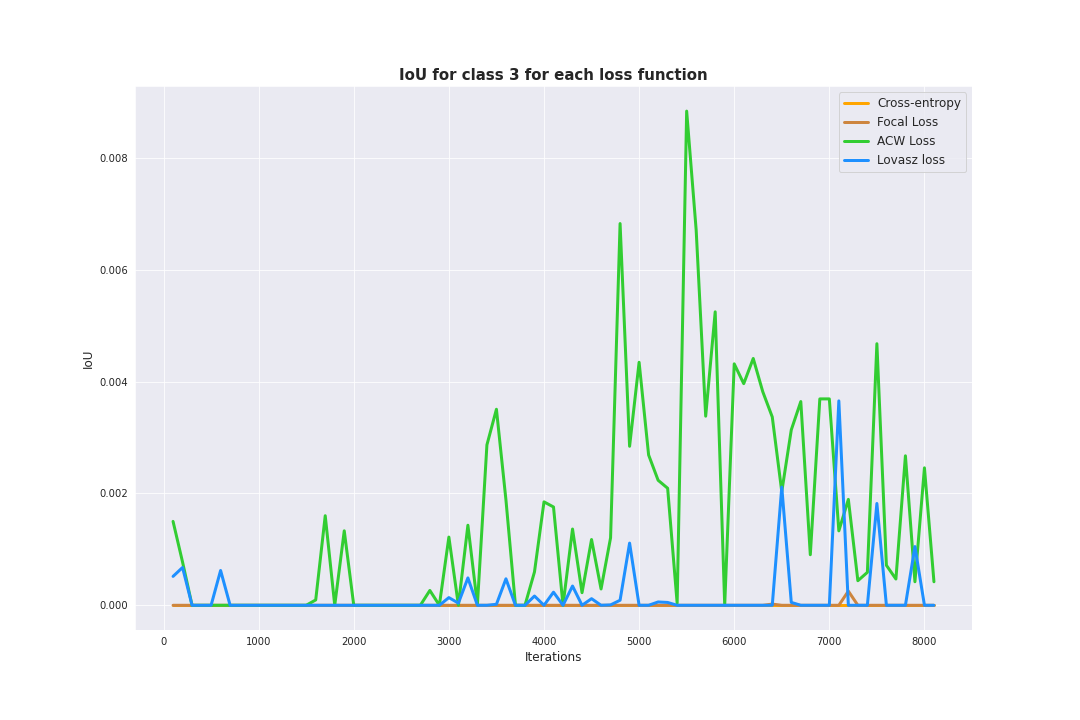 IoU for class 3 for each loss function
Cross-entropy
Focal Loss
ACW Loss
Lovasz loss
0.008
0.006
0.004
0.002
0.000
IoU
0 1000 2000 3000 4000 5000 6000 7000 8000
Iterations